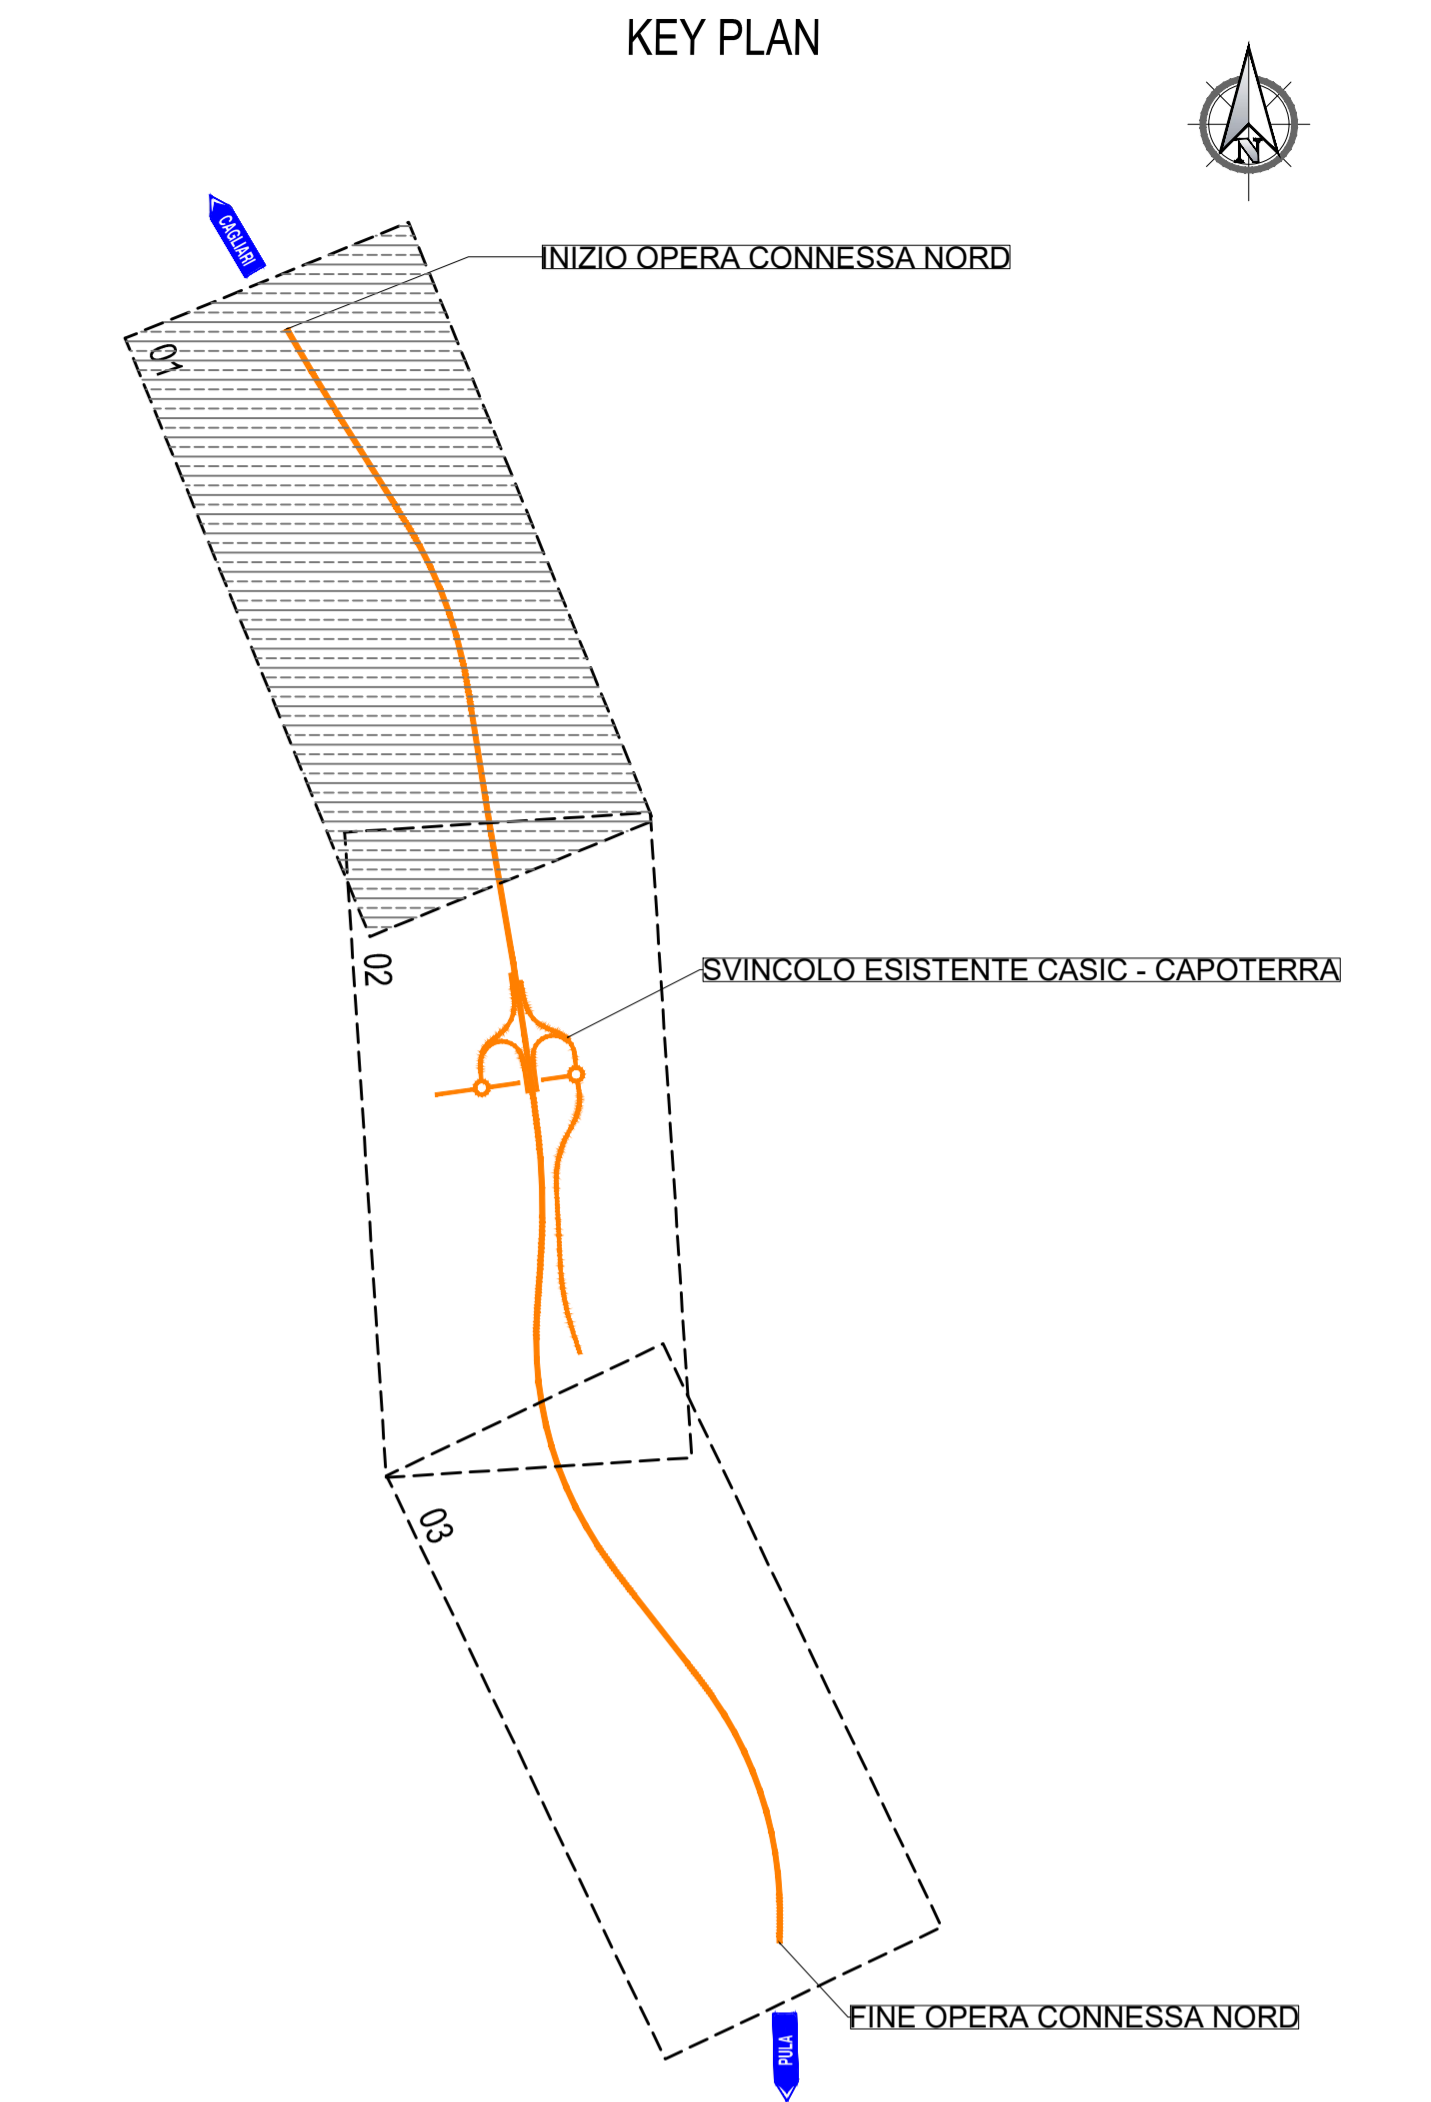 KEY PLAN
N
CAGLIARI
INIZIO OPERA CONNESSA NORD
01
02
SVINCOLO ESISTENTE CASIC - CAPOTERRA
03
FINE OPERA CONNESSA NORD
PULA